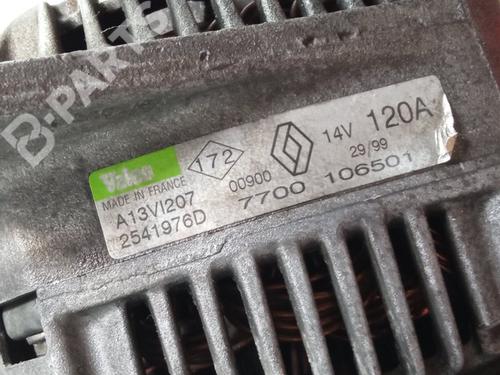 B-PARTS
Valeo
MADE IN FRANCE
A13VI207
2541976D
172
00900
14V 120A
29/99
7700 106501